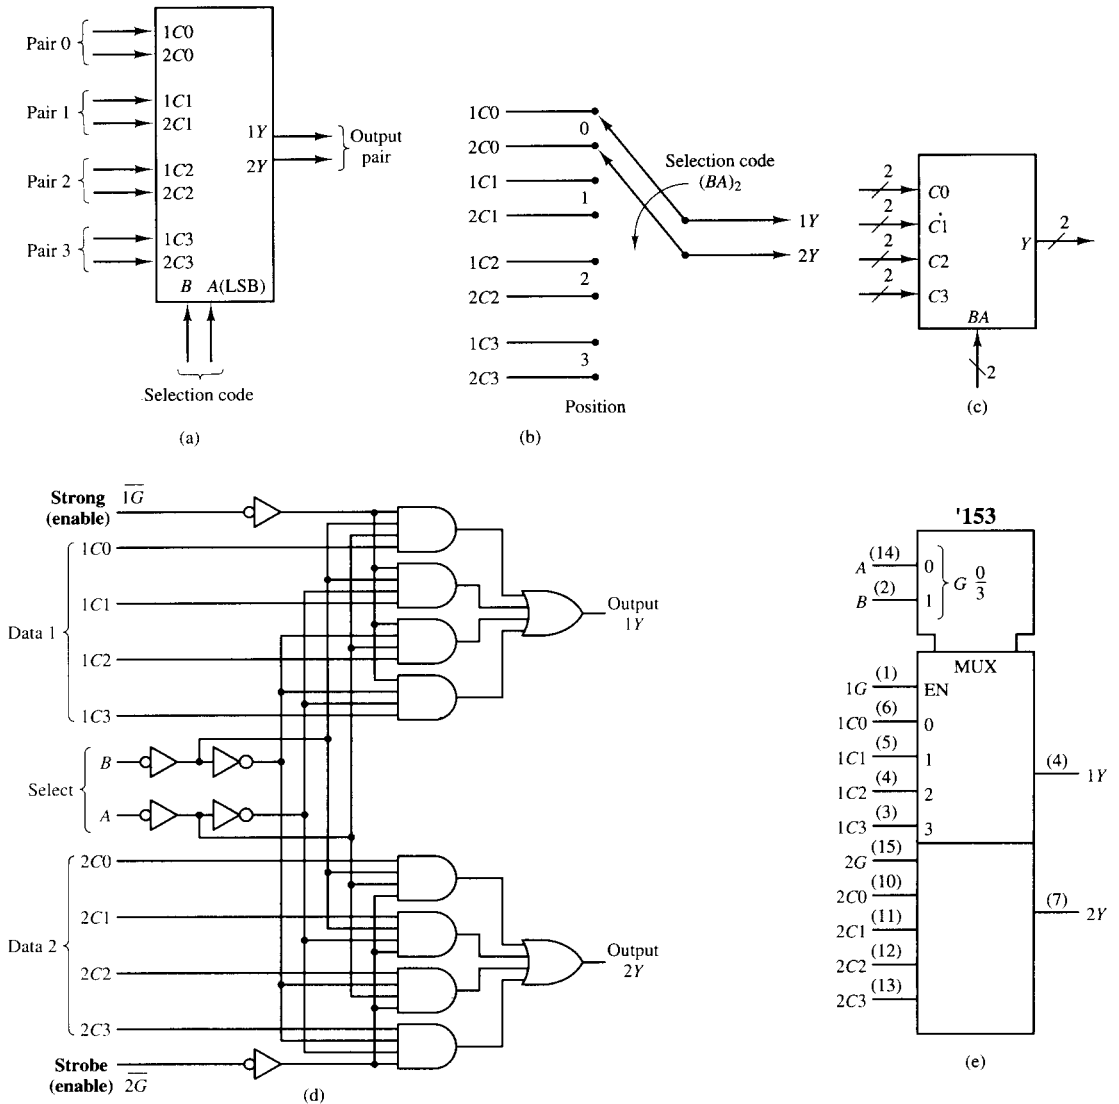 Pair 0
1C0
2C0
Pair 1
1C1
2C1
Pair 2
1C2
2C2
Pair 3
1C3
2C3
1Y
2Y
Output
pair
B A(LSB)
Selection code
(a)
1C0
0
2C0
1C1
1
2C1
1C2
2
2C2
1C3
3
2C3
Position
Selection code
(BA)₂
1Y
2Y
(b)
2
C0
2
C1
2
C2
2
C3
Y
2
BA
2
(c)
Strong
(enable)
1G
Data 1
1C0
1C1
1C2
1C3
Output
1Y
Select
B
A
Data 2
2C0
2C1
2C2
2C3
Output
2Y
Strobe
(enable)
2G
(d)
'153
A (14) 0
B (2) 1
G 0/3
MUX
1G (1) EN
1C0 (6) 0
1C1 (5) 1
1C2 (4) 2
1C3 (3) 3
(4) 1Y
2G (15)
2C0 (10)
2C1 (11)
2C2 (12)
2C3 (13)
(7) 2Y
(e)